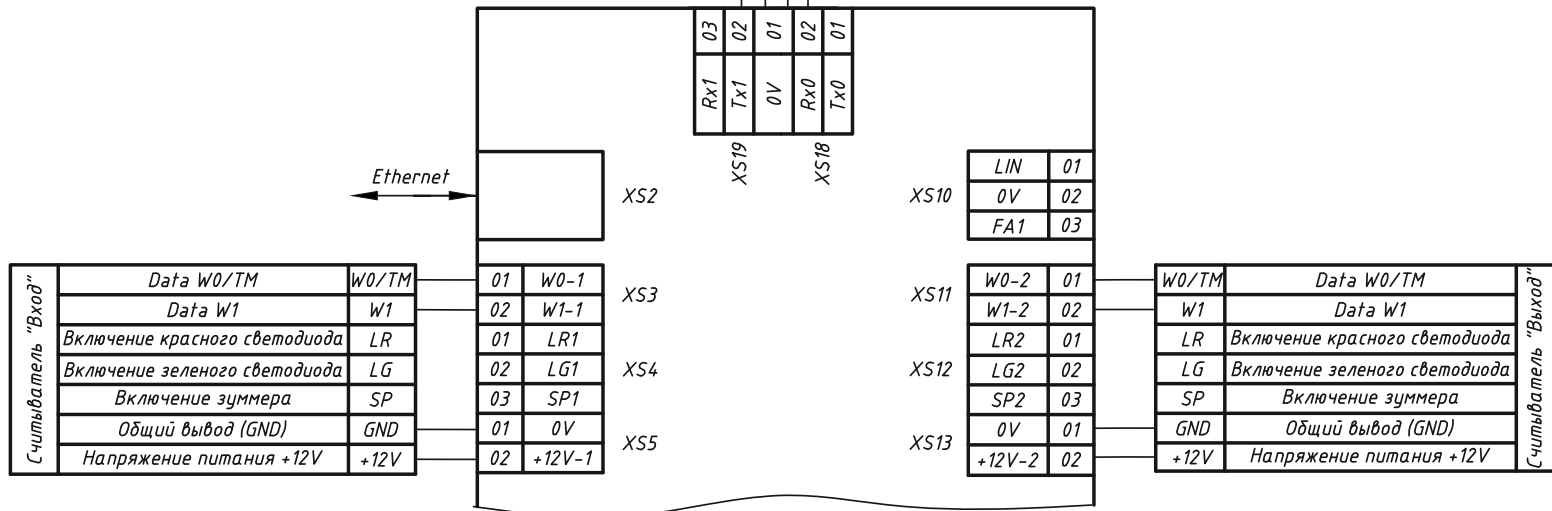 03 02 01 02 01
Rx1 Tx1 0V Rx0 Tx0
XS19 XS18
Ethernet
XS2
XS10
LIN 01
0V 02
FA1 03
Считыватель "Вход"
Data W0/TM W0/TM
Data W1 W1
Включение красного светодиода LR
Включение зеленого светодиода LG
Включение зуммера SP
Общий вывод (GND) GND
Напряжение питания +12V +12V
01 W0-1
02 W1-1
01 LR1
02 LG1
03 SP1
01 0V
02 +12V-1
XS3
XS4
XS5
XS11
XS12
XS13
W0-2 01
W1-2 02
LR2 01
LG2 02
SP2 03
0V 01
+12V-2 02
W0/TM Data W0/TM
W1 Data W1
LR Включение красного светодиода
LG Включение зеленого светодиода
SP Включение зуммера
GND Общий вывод (GND)
+12V Напряжение питания +12V
Считыватель "Выход"